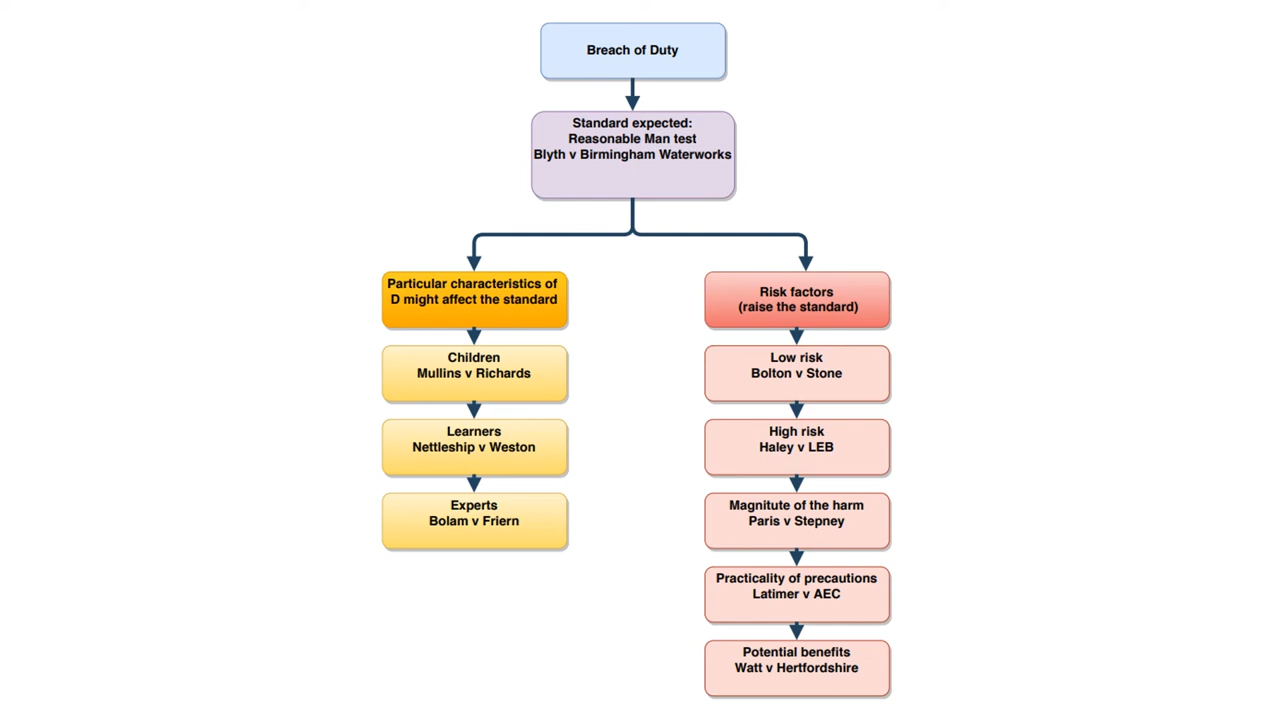 Breach of Duty
Standard expected:
Reasonable Man test
Blyth v Birmingham Waterworks
Particular characteristics of
D might affect the standard
Children
Mullins v Richards
Learners
Nettleship v Weston
Experts
Bolam v Friern
Risk factors
(raise the standard)
Low risk
Bolton v Stone
High risk
Haley v LEB
Magnitute of the harm
Paris v Stepney
Practicality of precautions
Latimer v AEC
Potential benefits
Watt v Hertfordshire